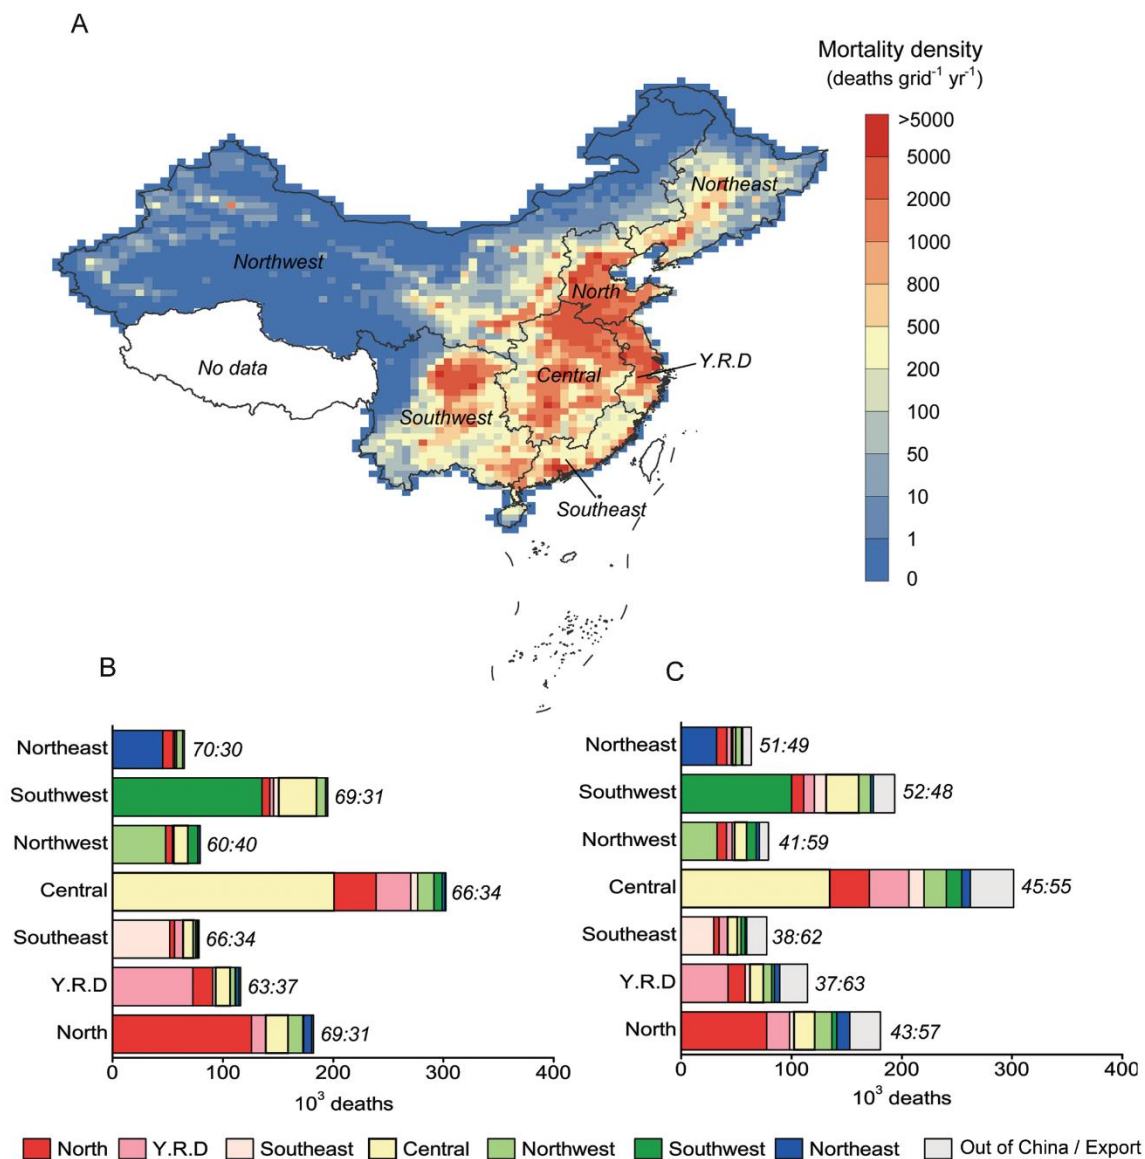 A
Mortality density
(deaths grid⁻¹ yr⁻¹)
>5000
5000
2000
1000
800
500
200
100
50
10
1
0
Northeast
Northwest
North
No data
Central
Y.R.D
Southwest
Southeast
B
Northeast 70:30
Southwest 69:31
Northwest 60:40
Central 66:34
Southeast 66:34
Y.R.D 63:37
North 69:31
0 100 200 300 400
10³ deaths
C
Northeast 51:49
Southwest 52:48
Northwest 41:59
Central 45:55
Southeast 38:62
Y.R.D 37:63
North 43:57
0 100 200 300 400
10³ deaths
North Y.R.D Southeast Central Northwest Southwest Northeast Out of China / Export